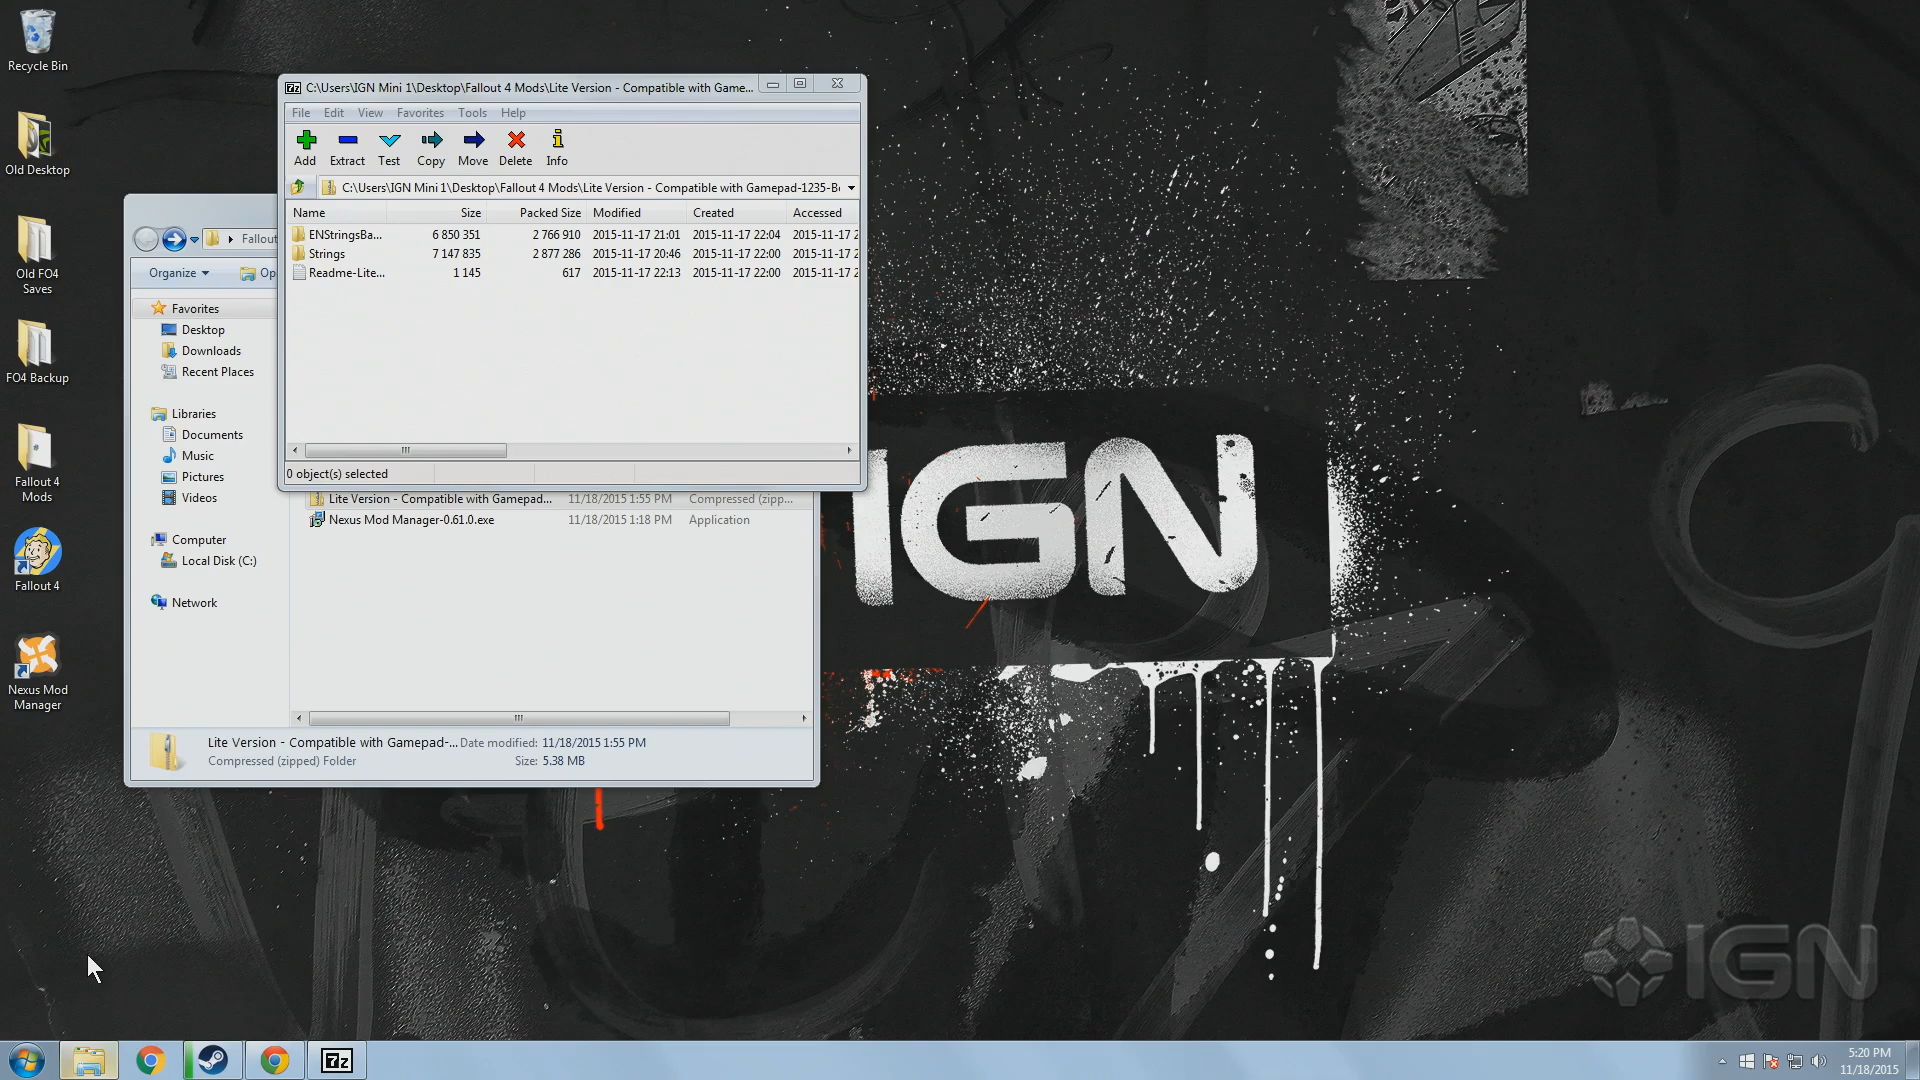 Recycle Bin
Old Desktop
Old FO4
Saves
FO4 Backup
Fallout 4
Mods
Fallout 4
Nexus Mod
Manager
C:\Users\IGN Mini 1\Desktop\Fallout 4 Mods\Lite Version - Compatible with Game...
File Edit View Favorites Tools Help
Add Extract Test Copy Move Delete Info
C:\Users\IGN Mini 1\Desktop\Fallout 4 Mods\Lite Version - Compatible with Gamepad-1235-B
Name Size Packed Size Modified Created Accessed
ENStringsBa... 6 850 351 2 766 910 2015-11-17 21:01 2015-11-17 22:04 2015-11-17 2
Strings 7 147 835 2 877 286 2015-11-17 20:46 2015-11-17 22:00 2015-11-17 2
Readme-Lite... 1 145 617 2015-11-17 22:13 2015-11-17 22:00 2015-11-17 2
0 object(s) selected
Fallout
Organize Op
Favorites
Desktop
Downloads
Recent Places
Libraries
Documents
Music
Pictures
Videos
Computer
Local Disk (C:)
Network
Lite Version - Compatible with Gamepad... 11/18/2015 1:55 PM Compressed (zipp...
Nexus Mod Manager-0.61.0.exe 11/18/2015 1:18 PM Application
Lite Version - Compatible with Gamepad-... Date modified: 11/18/2015 1:55 PM
Compressed (zipped) Folder Size: 5.38 MB
IGN
IGN
7z
5:20 PM
11/18/2015